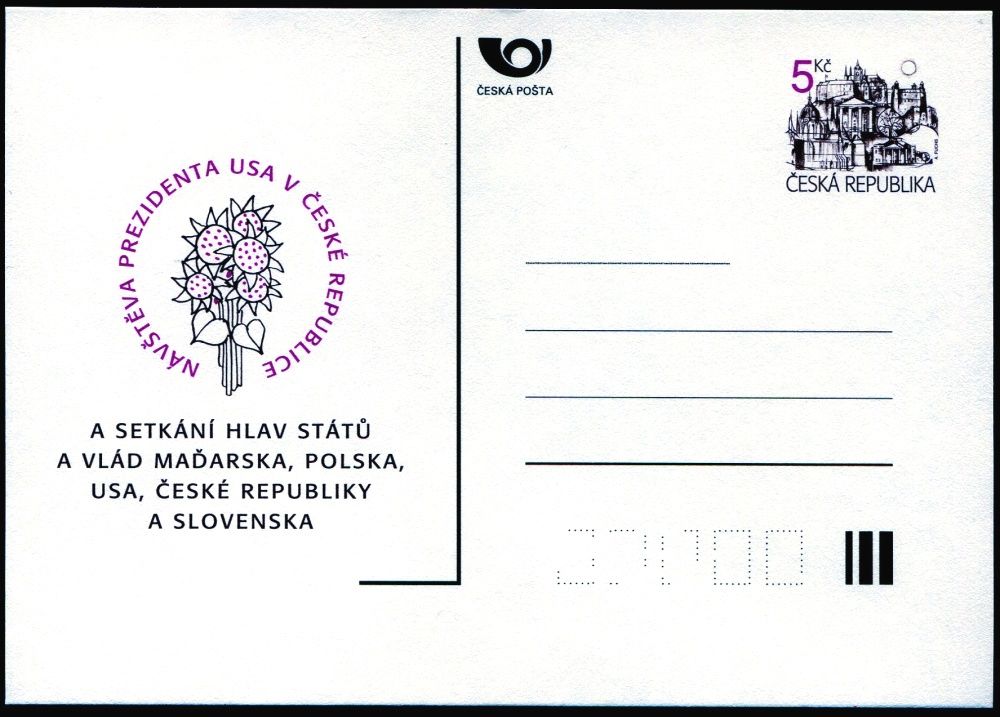 NÁVŠTĚVA PREZIDENTA USA V ČESKÉ REPUBLICE
A SETKÁNÍ HLAV STÁTŮ
A VLÁD MAĎARSKA, POLSKA,
USA, ČESKÉ REPUBLIKY
A SLOVENSKA
ČESKÁ POŠTA
5 Kč
A. FUCHS
ČESKÁ REPUBLIKA